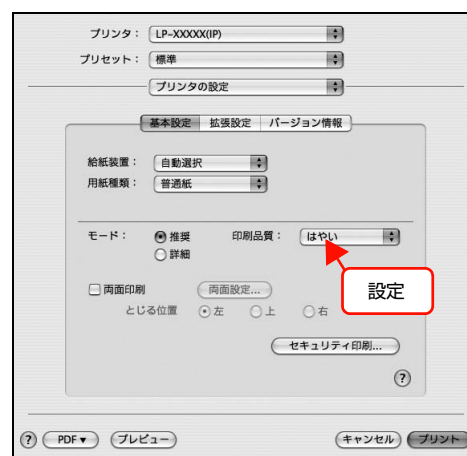 プリンタ： LP-XXXXX(IP)
プリセット： 標準
プリンタの設定
基本設定 拡張設定 バージョン情報
給紙装置： 自動選択
用紙種類： 普通紙
モード： 推奨 印刷品質： はやい
詳細
設定
両面印刷 両面設定...
とじる位置 左 上 右
セキュリティ印刷...
?
? PDF▼ プレビュー キャンセル プリント